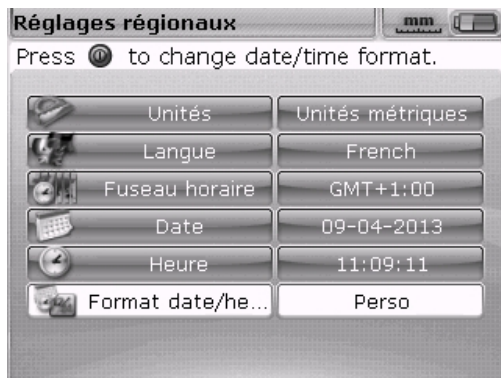 Réglages régionaux mm
Press to change date/time format.
Unités Unités métriques
Langue French
Fuseau horaire GMT+1:00
Date 09-04-2013
Heure 11:09:11
Format date/he... Perso